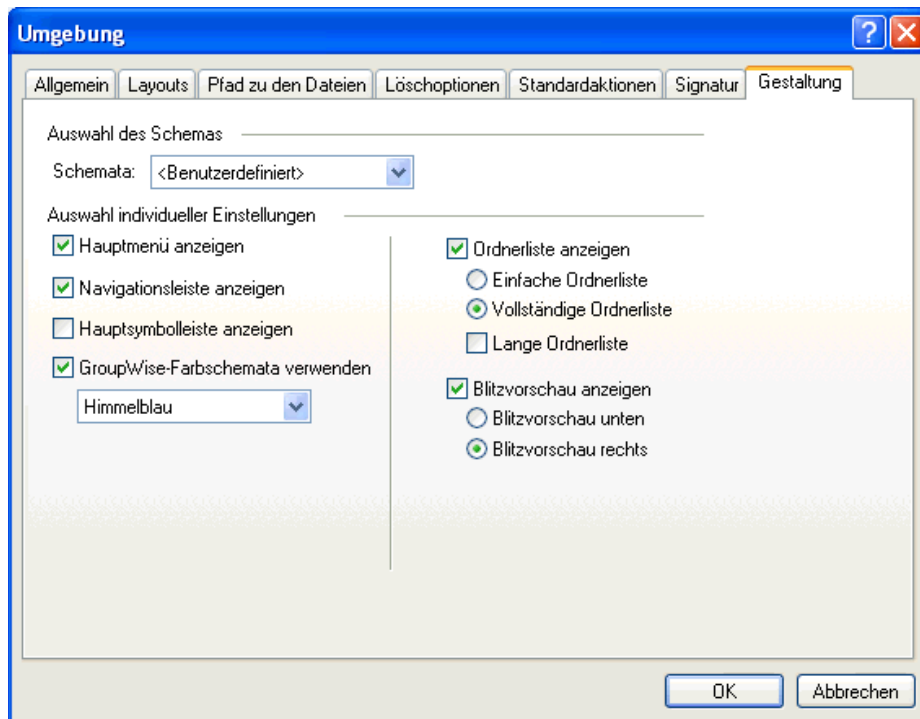 Umgebung
Allgemein
Layouts
Pfad zu den Dateien
Löschoptionen
Standardaktionen
Signatur
Gestaltung
Auswahl des Schemas
Schemata:
<Benutzerdefiniert>
Auswahl individueller Einstellungen
Hauptmenü anzeigen
Navigationsleiste anzeigen
Hauptsymbolleiste anzeigen
GroupWise-Farbschemata verwenden
Himmelblau
Ordnerliste anzeigen
Einfache Ordnerliste
Vollständige Ordnerliste
Lange Ordnerliste
Blitzvorschau anzeigen
Blitzvorschau unten
Blitzvorschau rechts
OK
Abbrechen